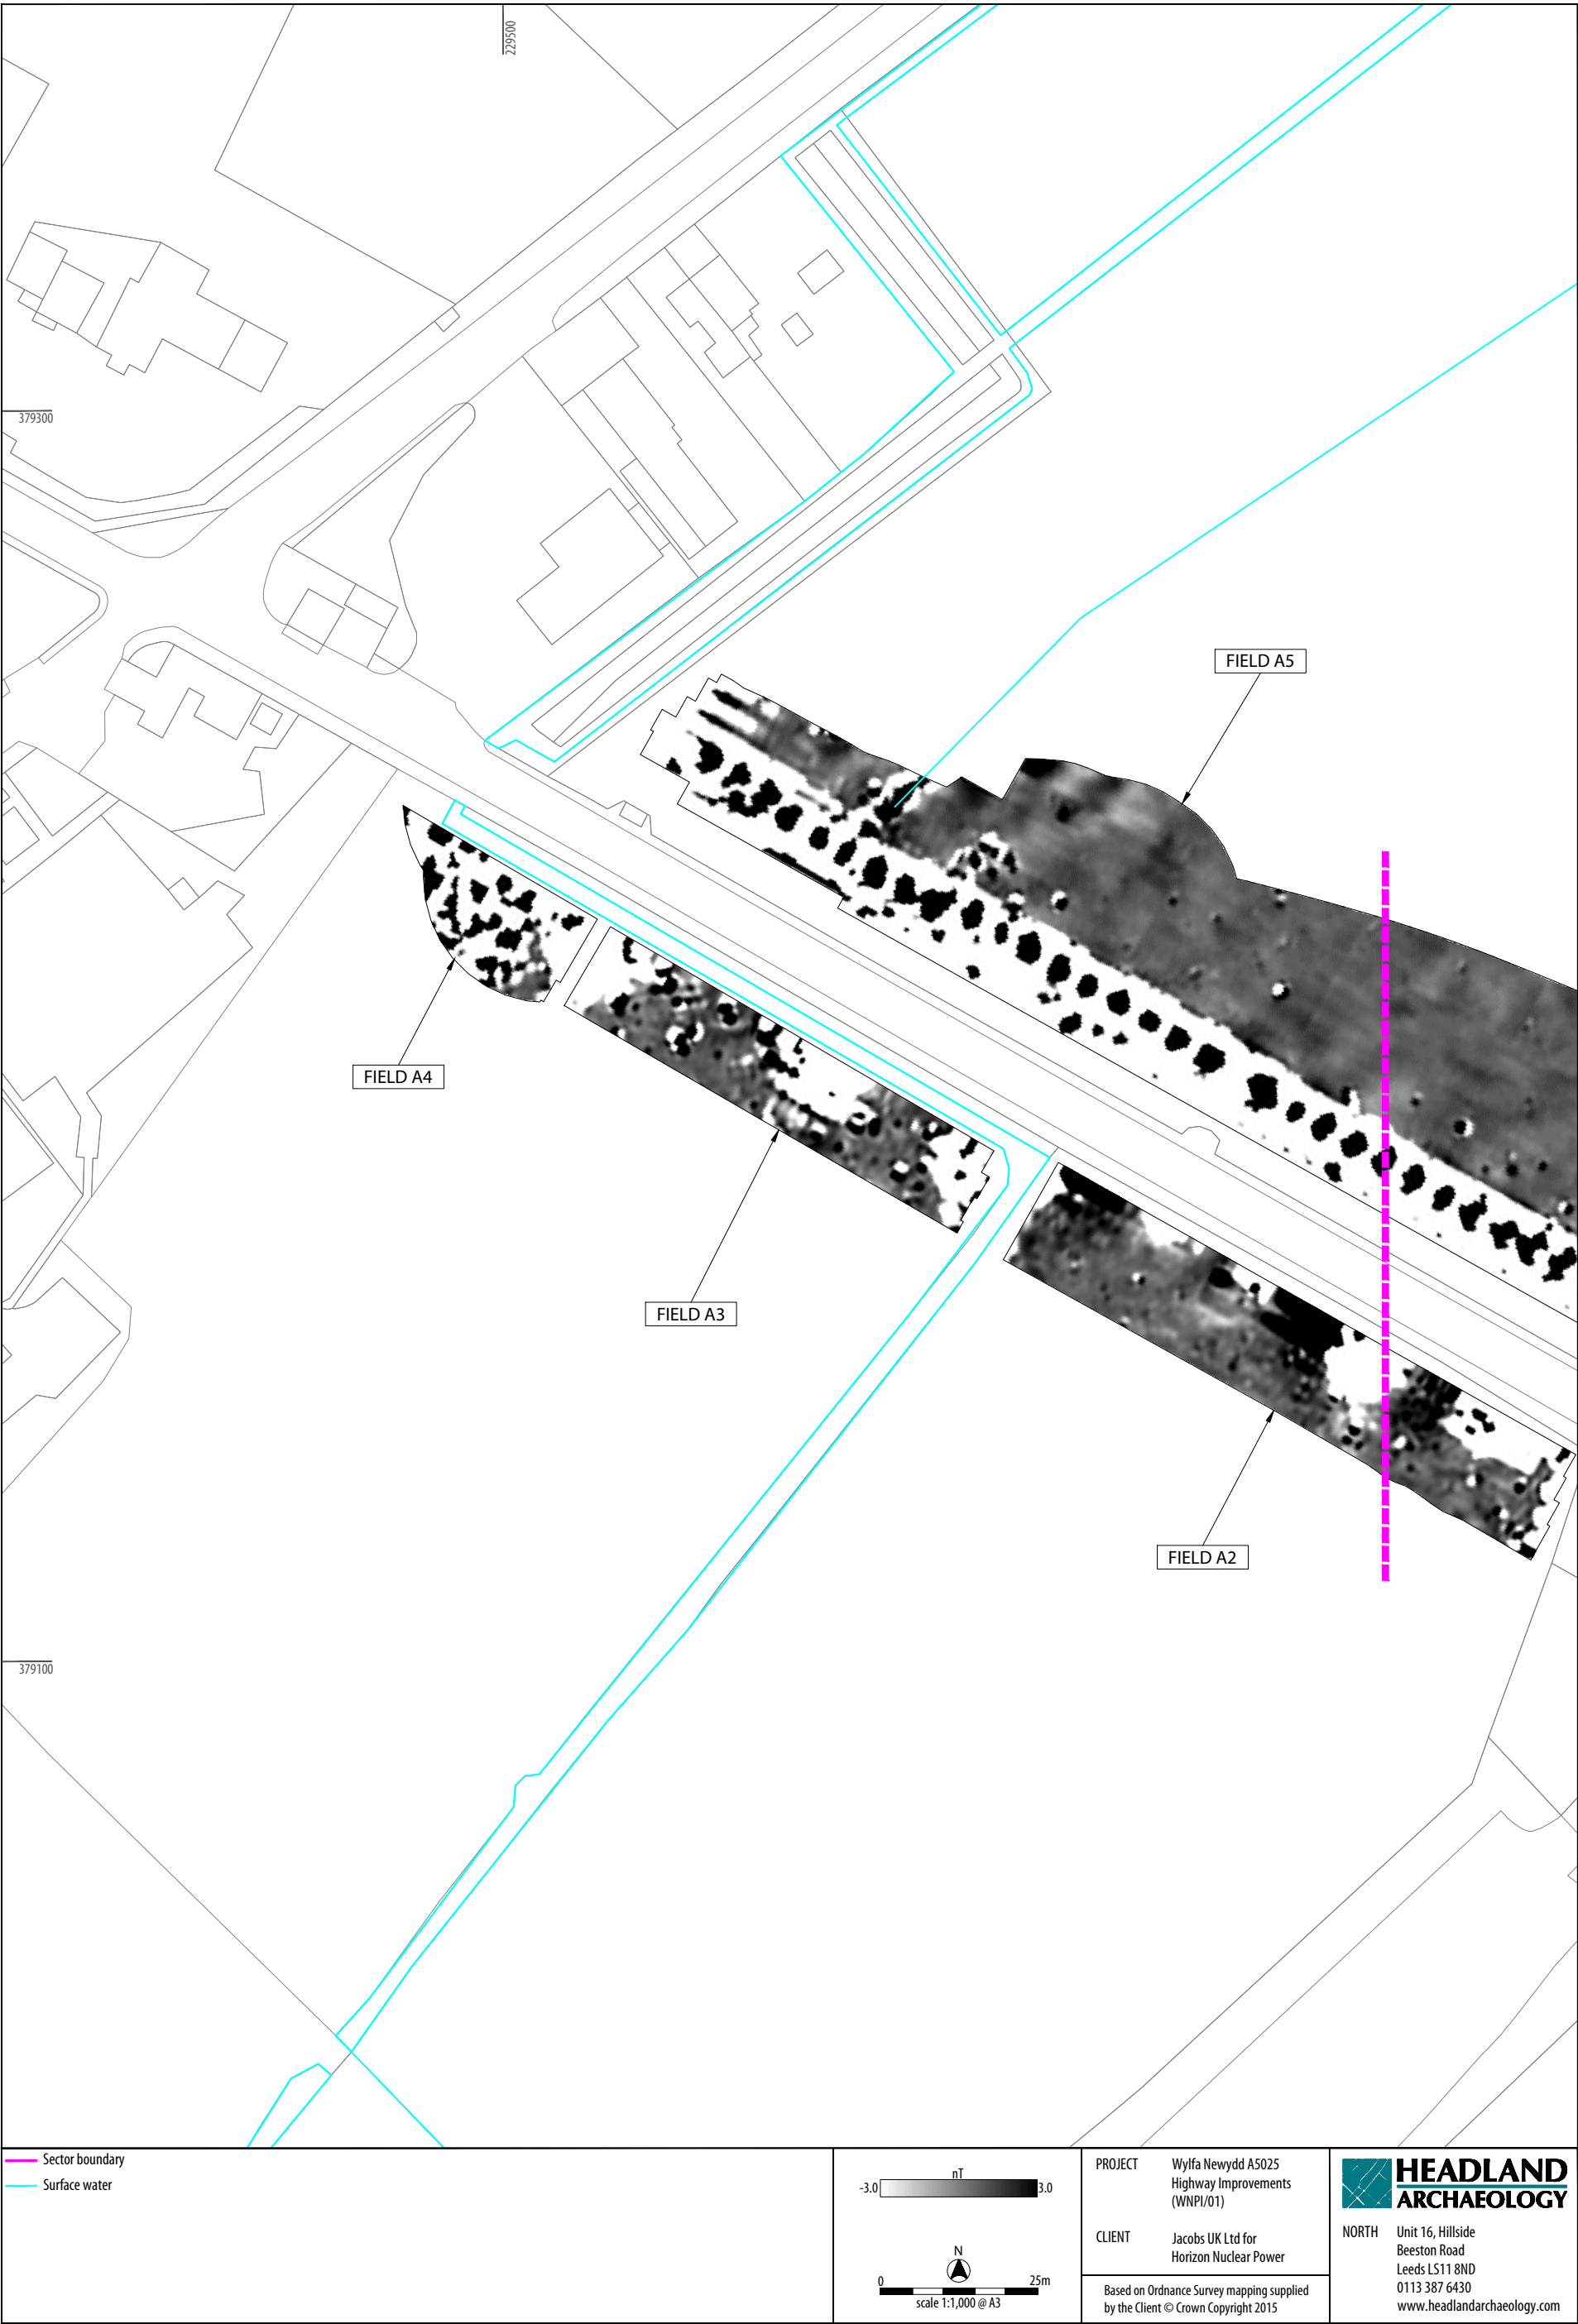 229500
379300
FIELD A5
FIELD A4
FIELD A3
FIELD A2
379100
Sector boundary
Surface water
nT
-3.0 3.0
N
0 25m
scale 1:1,000 @ A3
PROJECT Wylfa Newydd A5025
Highway Improvements
(WNPI/01)
CLIENT Jacobs UK Ltd for
Horizon Nuclear Power
Based on Ordnance Survey mapping supplied
by the Client © Crown Copyright 2015
HEADLAND
ARCHAEOLOGY
NORTH Unit 16, Hillside
Beeston Road
Leeds LS11 8ND
0113 387 6430
www.headlandarchaeology.com